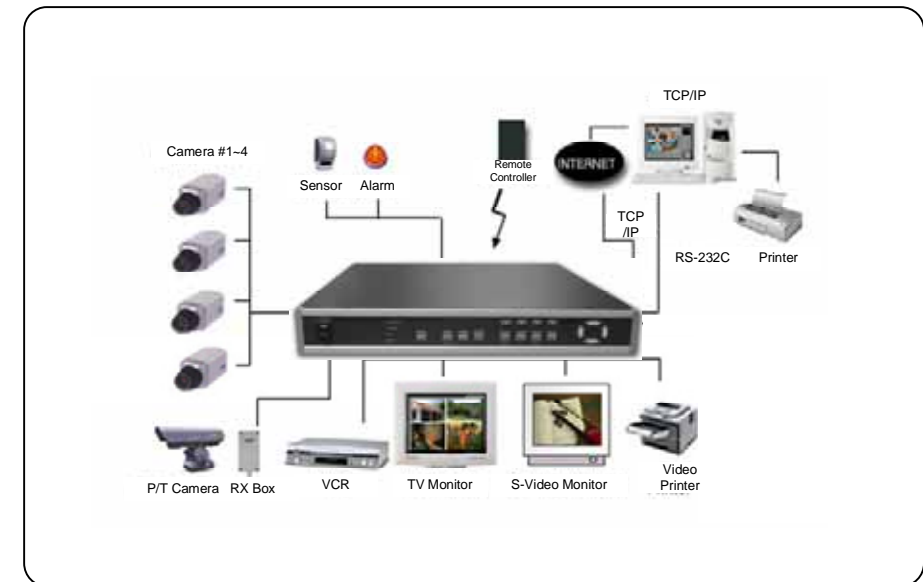 TCP/IP
Camera #1~4
Sensor
Alarm
Remote
Controller
INTERNET
TCP
/IP
RS-232C
Printer
P/T Camera
RX Box
VCR
TV Monitor
S-Video Monitor
Video
Printer